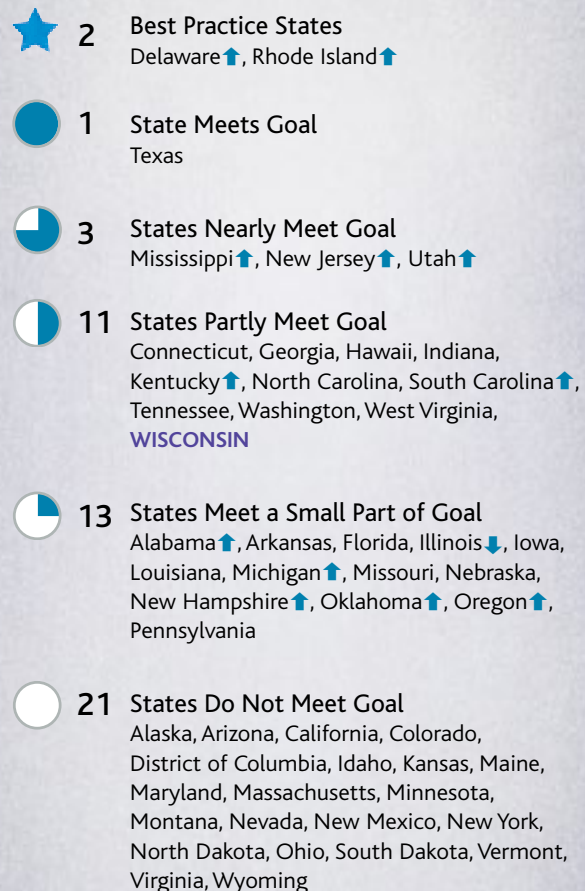 2 Best Practice States
Delaware⬆, Rhode Island⬆
1 State Meets Goal
Texas
3 States Nearly Meet Goal
Mississippi⬆, New Jersey⬆, Utah⬆
11 States Partly Meet Goal
Connecticut, Georgia, Hawaii, Indiana,
Kentucky⬆, North Carolina, South Carolina⬆,
Tennessee, Washington, West Virginia,
WISCONSIN
13 States Meet a Small Part of Goal
Alabama⬆, Arkansas, Florida, Illinois⬇, Iowa,
Louisiana, Michigan⬆, Missouri, Nebraska,
New Hampshire⬆, Oklahoma⬆, Oregon⬆,
Pennsylvania
21 States Do Not Meet Goal
Alaska, Arizona, California, Colorado,
District of Columbia, Idaho, Kansas, Maine,
Maryland, Massachusetts, Minnesota,
Montana, Nevada, New Mexico, New York,
North Dakota, Ohio, South Dakota, Vermont,
Virginia, Wyoming